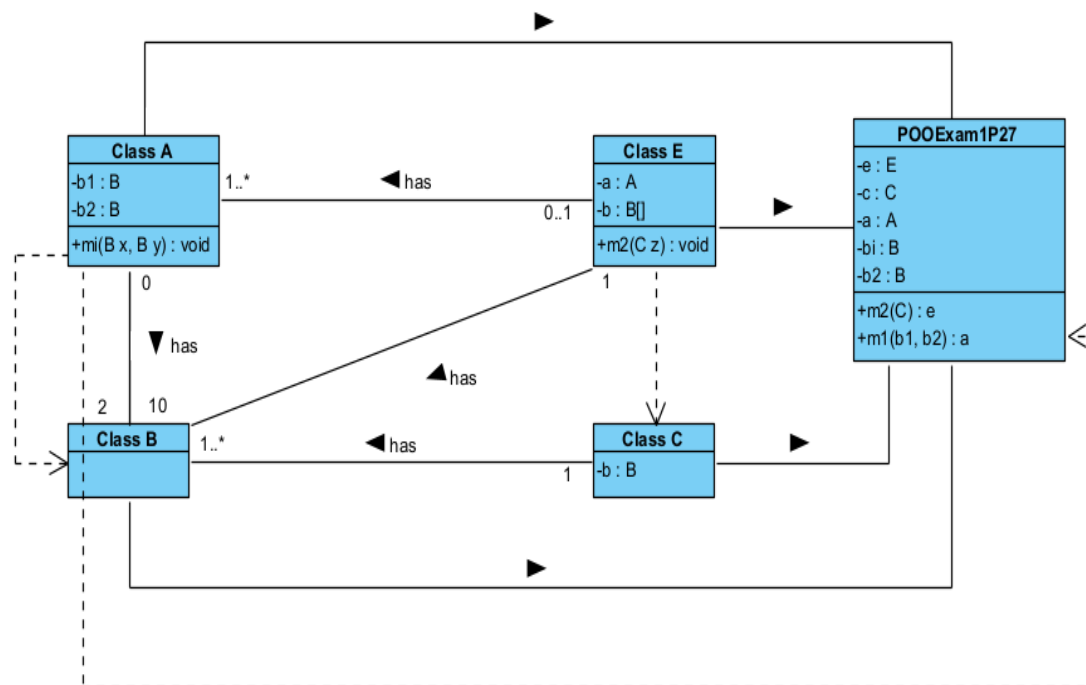 Class A
-b1 : B
-b2 : B
+mi(B x, B y) : void
Class E
-a : A
-b : B[]
+m2(C z) : void
POOExam1P27
-e : E
-c : C
-a : A
-bi : B
-b2 : B
+m2(C) : e
+m1(b1, b2) : a
1..*
has
0..1
0
1
has
has
2
10
1..*
has
1
Class B
Class C
-b : B